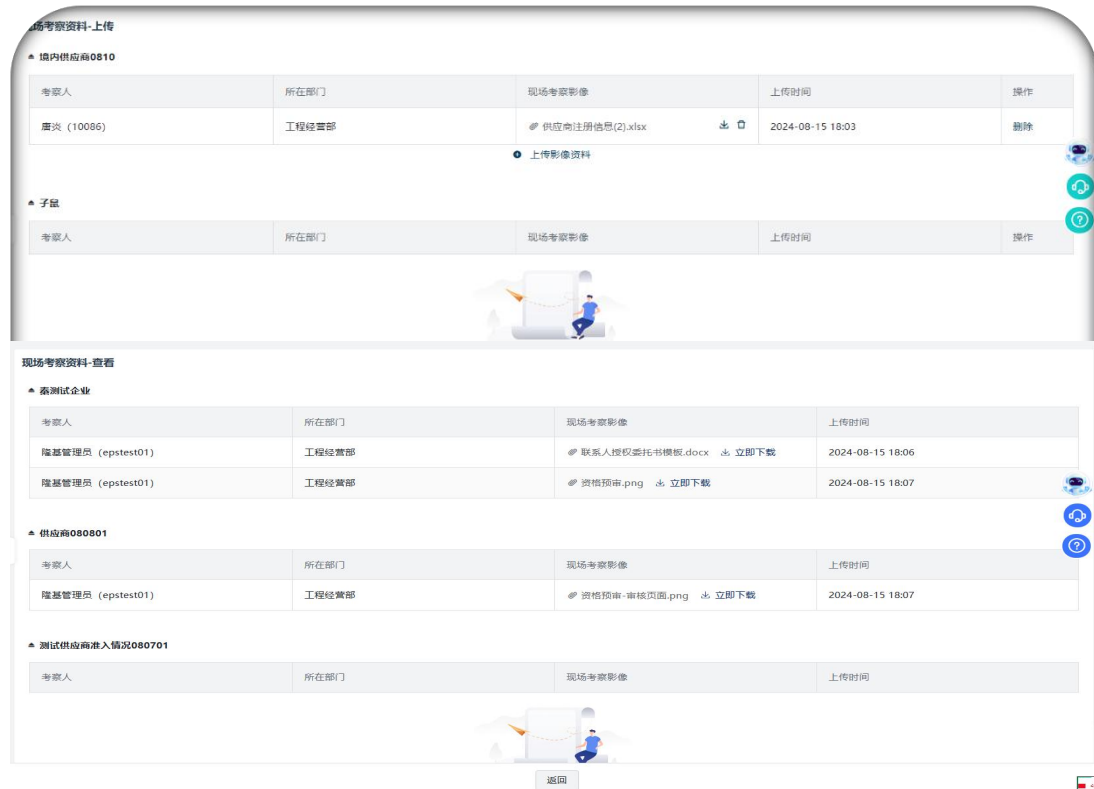 现场考察资料-上传
境内供应商0810
考察人 所在部门 现场考察影像 上传时间 操作
唐炎 (10086) 工程经营部 供应商注册信息(2).xlsx 2024-08-15 18:03 删除
上传影像资料
子鼠
考察人 所在部门 现场考察影像 上传时间 操作
现场考察资料-查看
秦测试企业
考察人 所在部门 现场考察影像 上传时间
隆基管理员 (epstest01) 工程经营部 联系人授权委托书模板.docx 立即下载 2024-08-15 18:06
隆基管理员 (epstest01) 工程经营部 资格预审.png 立即下载 2024-08-15 18:07
供应商080801
考察人 所在部门 现场考察影像 上传时间
隆基管理员 (epstest01) 工程经营部 资格预审-审核页面.png 立即下载 2024-08-15 18:07
测试供应商准入情况080701
考察人 所在部门 现场考察影像 上传时间
返回